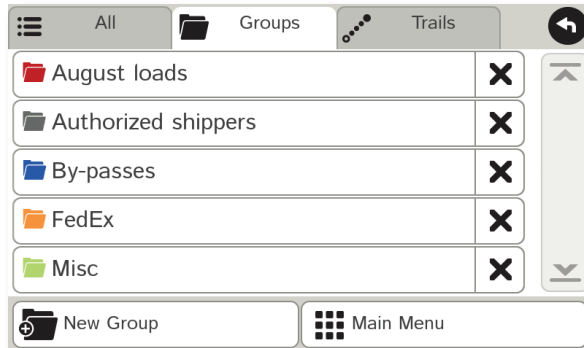 All Groups Trails
August loads
Authorized shippers
By-passes
FedEx
Misc
New Group Main Menu